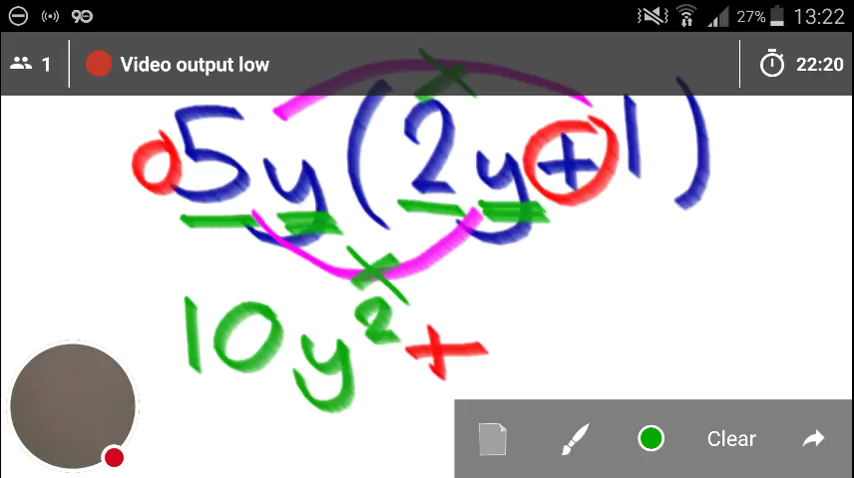 27% 13:22
1 Video output low 22:20
5y(2y+1)
10y² +
Clear